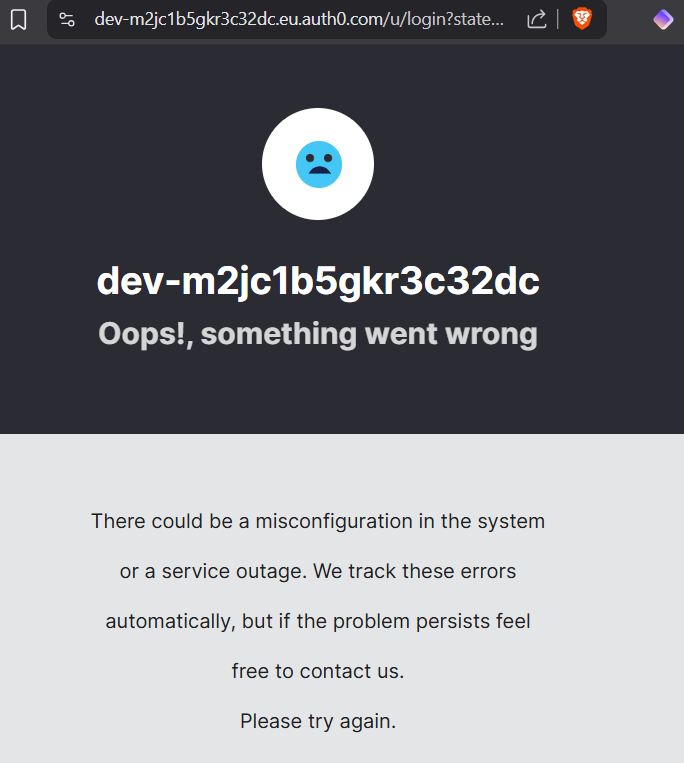 dev-m2jc1b5gkr3c32dc.eu.auth0.com/u/login?state...
dev-m2jc1b5gkr3c32dc
Oops!, something went wrong
There could be a misconfiguration in the system
or a service outage. We track these errors
automatically, but if the problem persists feel
free to contact us.
Please try again.